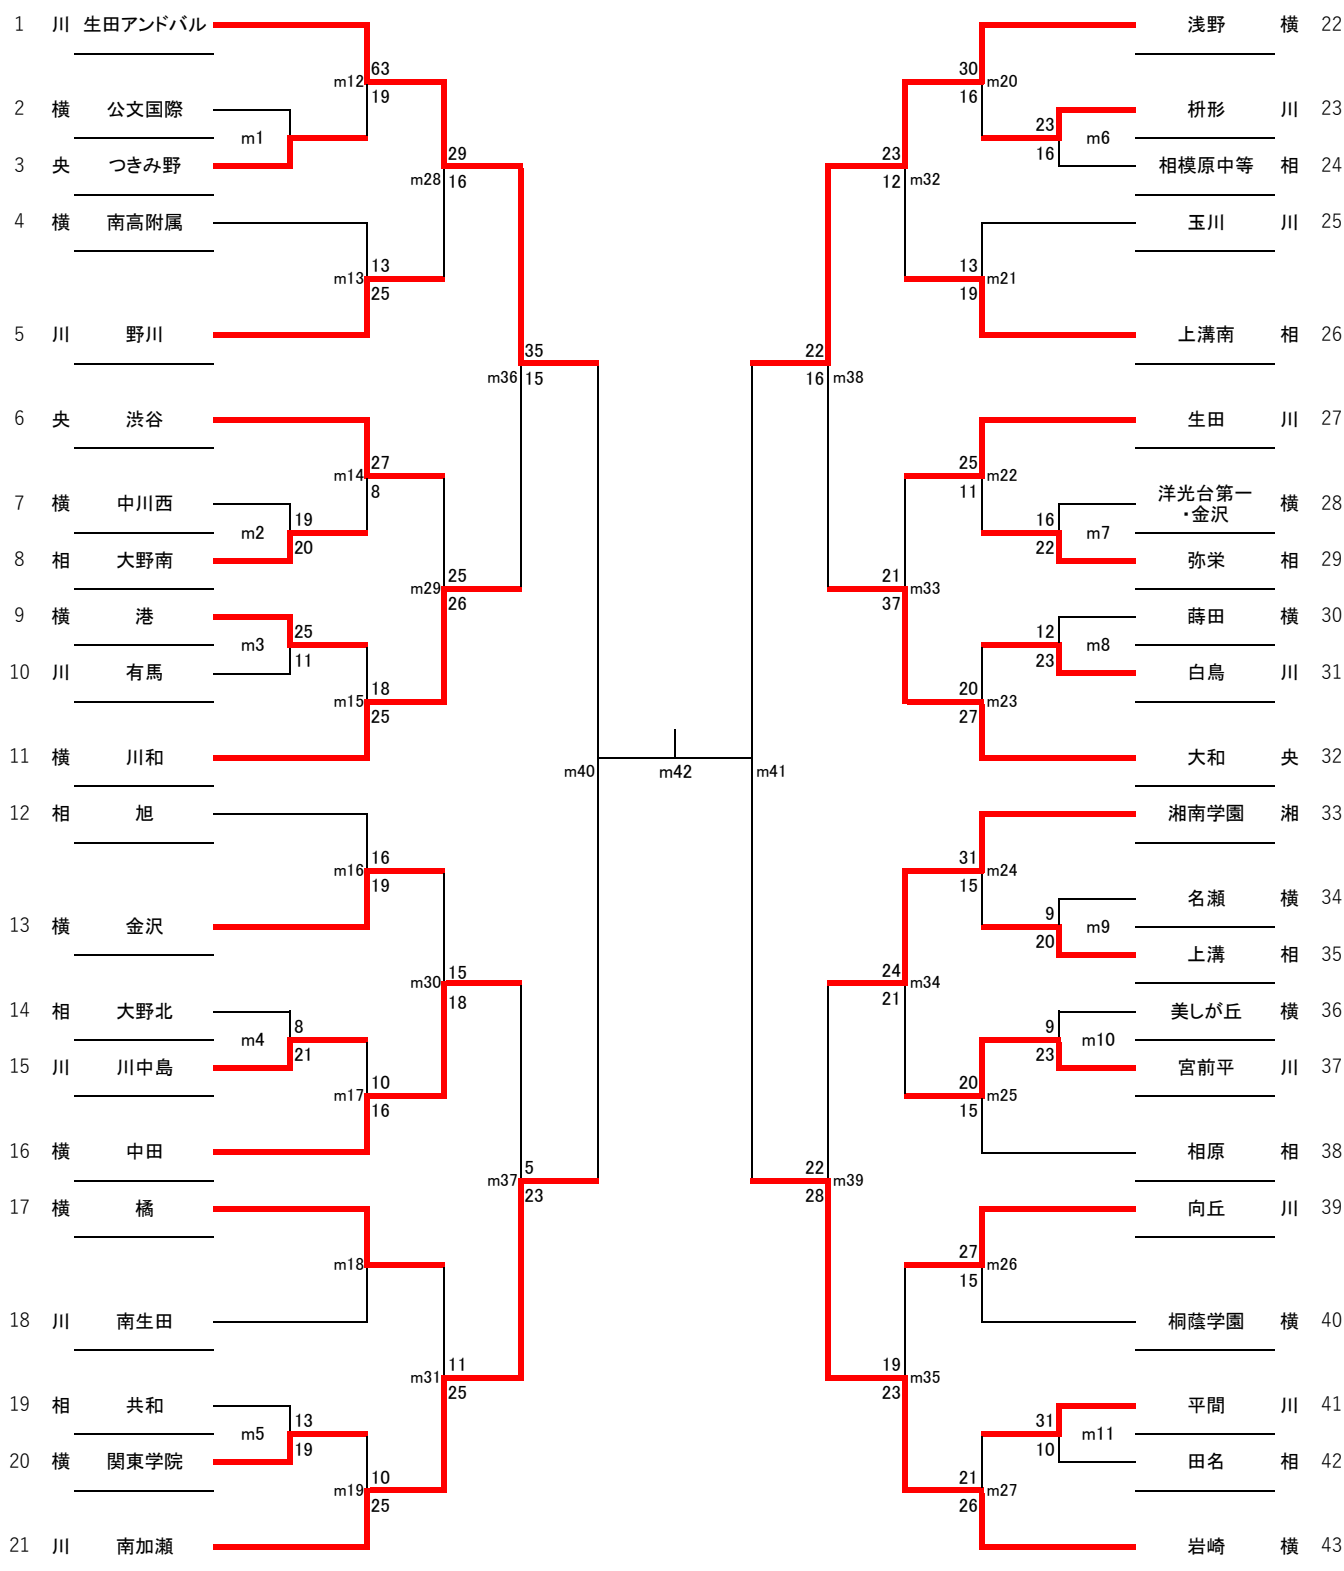 1 川 生田アンドバル
2 横 公文国際
m1
3 央 つきみ野
4 横 南高附属
5 川 野川
6 央 渋谷
7 横 中川西
m2 19
20
8 相 大野南
9 横 港
m3 25
11
10 川 有馬
11 横 川和
12 相 旭
13 横 金沢
14 相 大野北
m4 8
21
15 川 川中島
16 横 中田
17 横 橘
18 川 南生田
19 相 共和
m5 13
19
20 横 関東学院
21 川 南加瀬
m12 63
19
m13 13
25
m14 27
8
m15 18
25
m16 16
19
m17 10
16
m18
m19 10
25
m28 29
16
m29 25
26
m30 15
18
m31 11
25
m36 35
15
m37 5
23
m40
m42
m41
22
16 m38
22
28 m39
23
12 m32
21
37 m33
24
21 m34
19
23 m35
30
16 m20
13
19 m21
25
11 m22
20
27 m23
31
15 m24
20
15 m25
27
15 m26
21
26 m27
浅野 横 22
枡形 川 23
23
16 m6
相模原中等 相 24
玉川 川 25
上溝南 相 26
生田 川 27
洋光台第一
・金沢 横 28
16
22 m7
弥栄 相 29
蒔田 横 30
12
23 m8
白鳥 川 31
大和 央 32
湘南学園 湘 33
名瀬 横 34
9
20 m9
上溝 相 35
美しが丘 横 36
9
23 m10
宮前平 川 37
相原 相 38
向丘 川 39
桐蔭学園 横 40
平間 川 41
31
10 m11
田名 相 42
岩崎 横 43